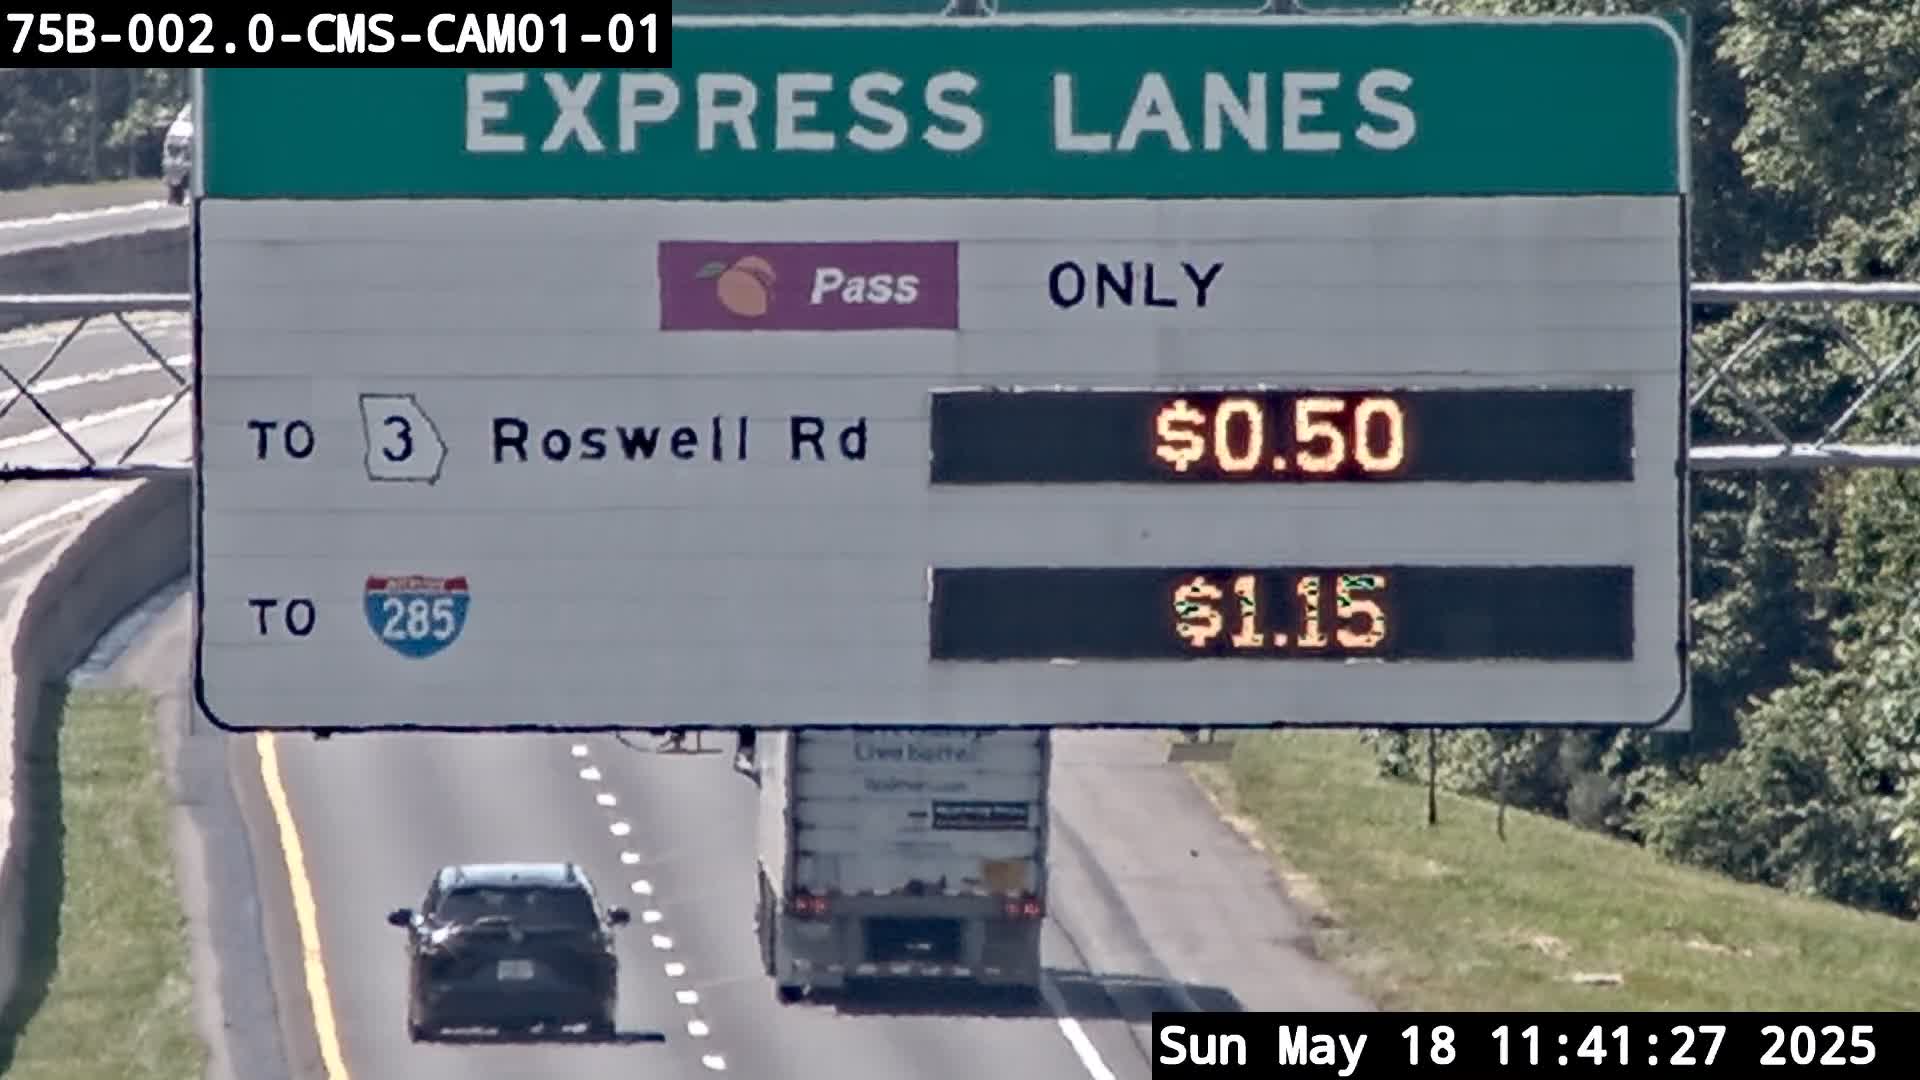 75B-002.0-CMS-CAM01-01
EXPRESS LANES
Pass ONLY
TO 3 Roswell Rd $0.50
TO INTERSTATE 285 $1.15
Sun May 18 11:41:27 2025